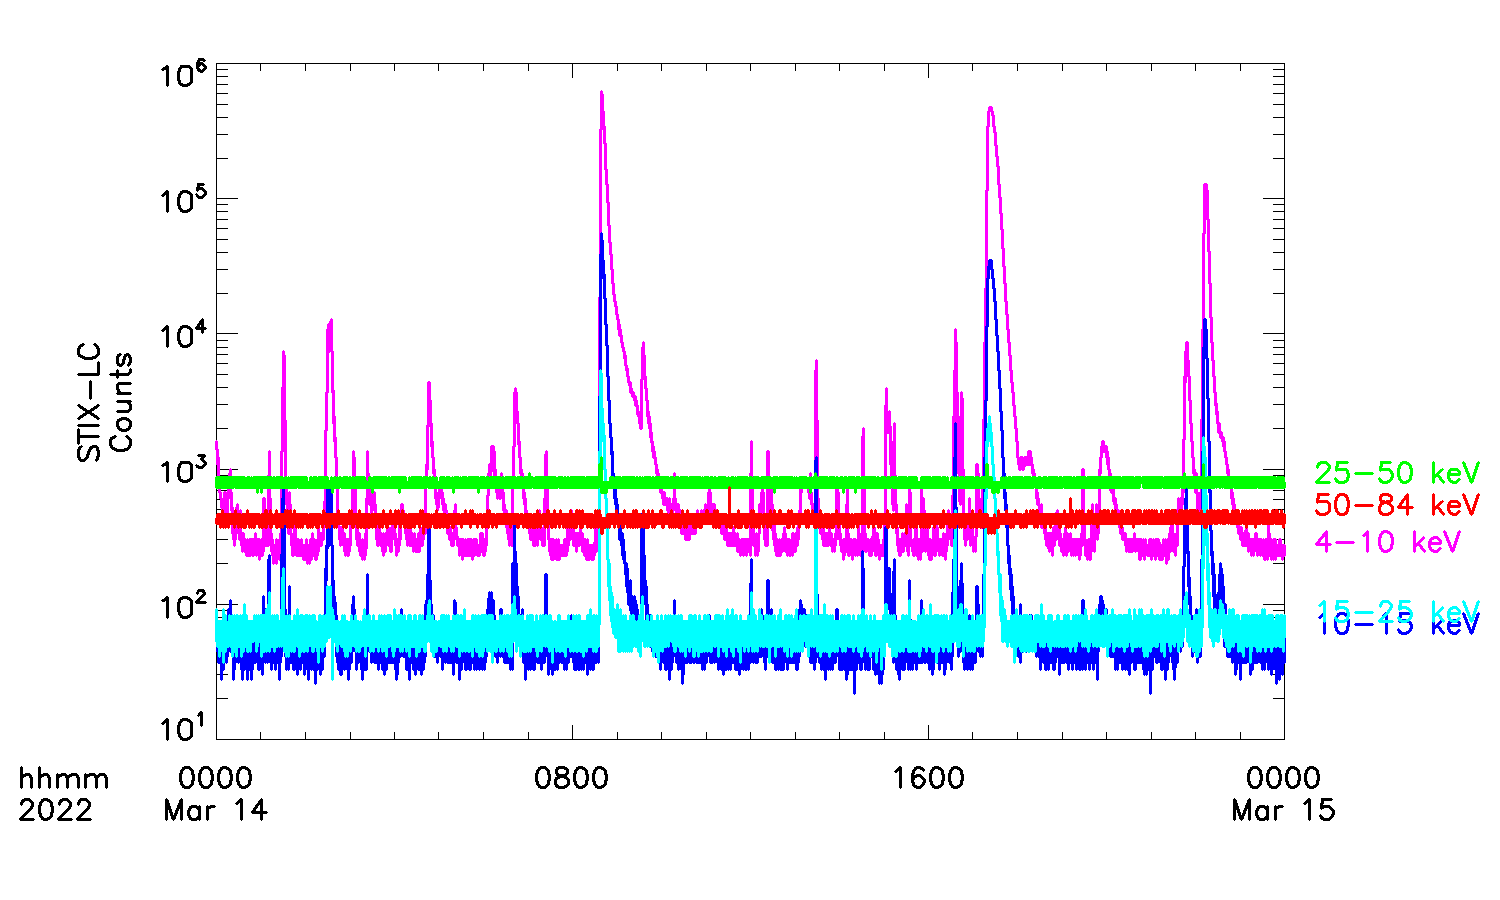 10⁶
10⁵
10⁴
10³
10²
10¹
STIX-LC
Counts
25-50 keV
50-84 keV
4-10 keV
15-25 keV
10-15 keV
hhmm 0000 0800 1600 0000
2022 Mar 14 Mar 15